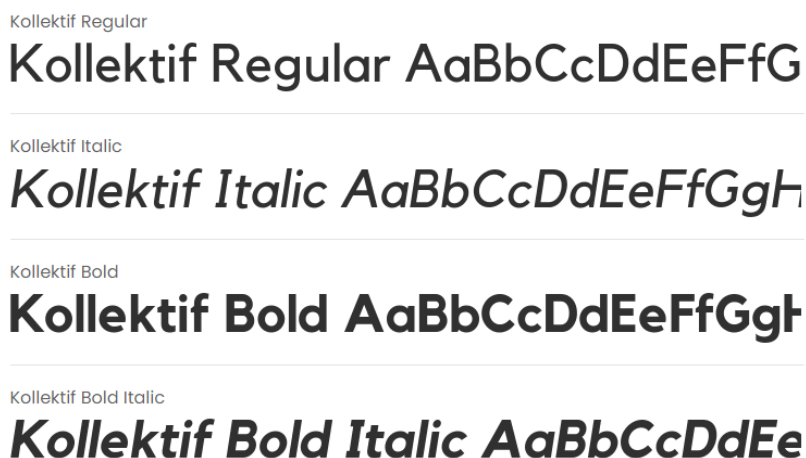 Kollektif Regular
Kollektif Regular AaBbCcDdEeFfG
Kollektif Italic
Kollektif Italic AaBbCcDdEeFfGgH
Kollektif Bold
Kollektif Bold AaBbCcDdEeFfGgH
Kollektif Bold Italic
Kollektif Bold Italic AaBbCcDdEe